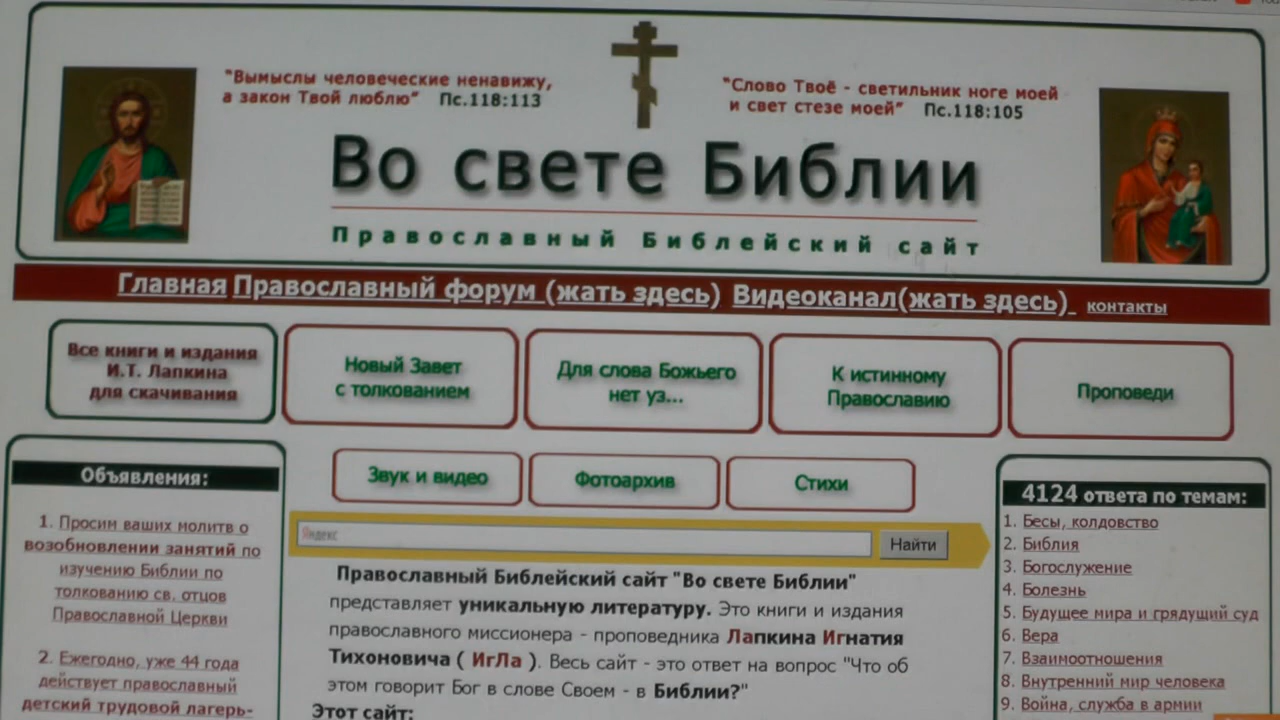 “Вымыслы человеческие ненавижу,
а закон Твой люблю” Пс.118:113
“Слово Твоё - светильник ноге моей
и свет стезе моей” Пс.118:105
Во свете Библии
Православный Библейский сайт
Главная Православный форум (жать здесь) Видеоканал(жать здесь) контакты
Все книги и издания
И.Т. Лапкина
для скачивания
Новый Завет
с толкованием
Для слова Божьего
нет уз...
К истинному
Православию
Проповеди
Звук и видео
Фотоархив
Стихи
Объявления:
1. Просим ваших молитв о
возобновлении занятий по
изучению Библии по
толкованию св. отцов
Православной Церкви
2. Ежегодно, уже 44 года
действует православный
детский трудовой лагерь-
Яндекс
Найти
Православный Библейский сайт "Во свете Библии"
представляет уникальную литературу. Это книги и издания
православного миссионера - проповедника Лапкина Игнатия
Тихоновича ( ИгЛа ). Весь сайт - это ответ на вопрос "Что об
этом говорит Бог в слове Своем - в Библии?"
Этот сайт:
4124 ответа по темам:
1. Бесы, колдовство
2. Библия
3. Богослужение
4. Болезнь
5. Будущее мира и грядущий суд
6. Вера
7. Взаимоотношения
8. Внутренний мир человека
9. Война, служба в армии